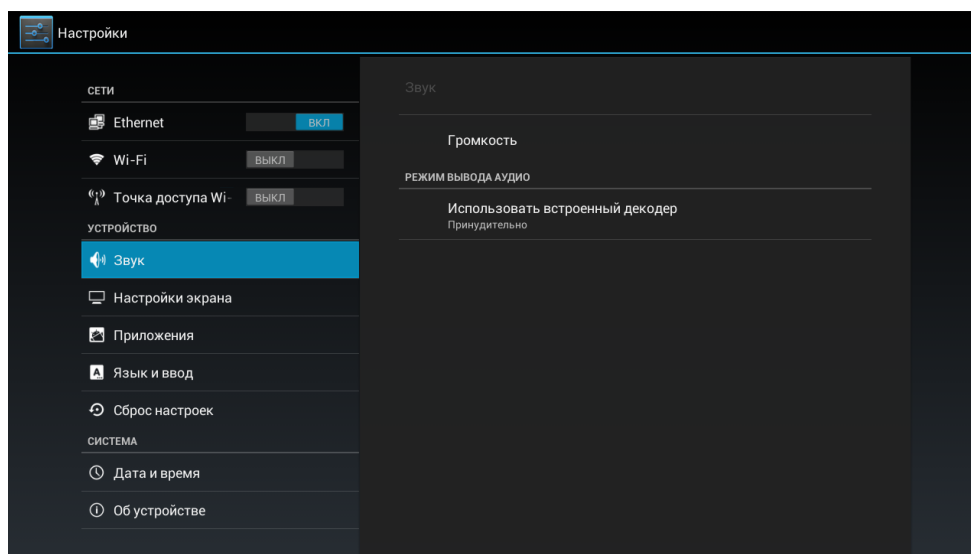 Настройки
СЕТИ
Ethernet
ВКЛ
Wi-Fi
ВЫКЛ
Точка доступа Wi-
ВЫКЛ
УСТРОЙСТВО
Звук
Настройки экрана
Приложения
Язык и ввод
Сброс настроек
СИСТЕМА
Дата и время
Об устройстве
Звук
Громкость
РЕЖИМ ВЫВОДА АУДИО
Использовать встроенный декодер
Принудительно